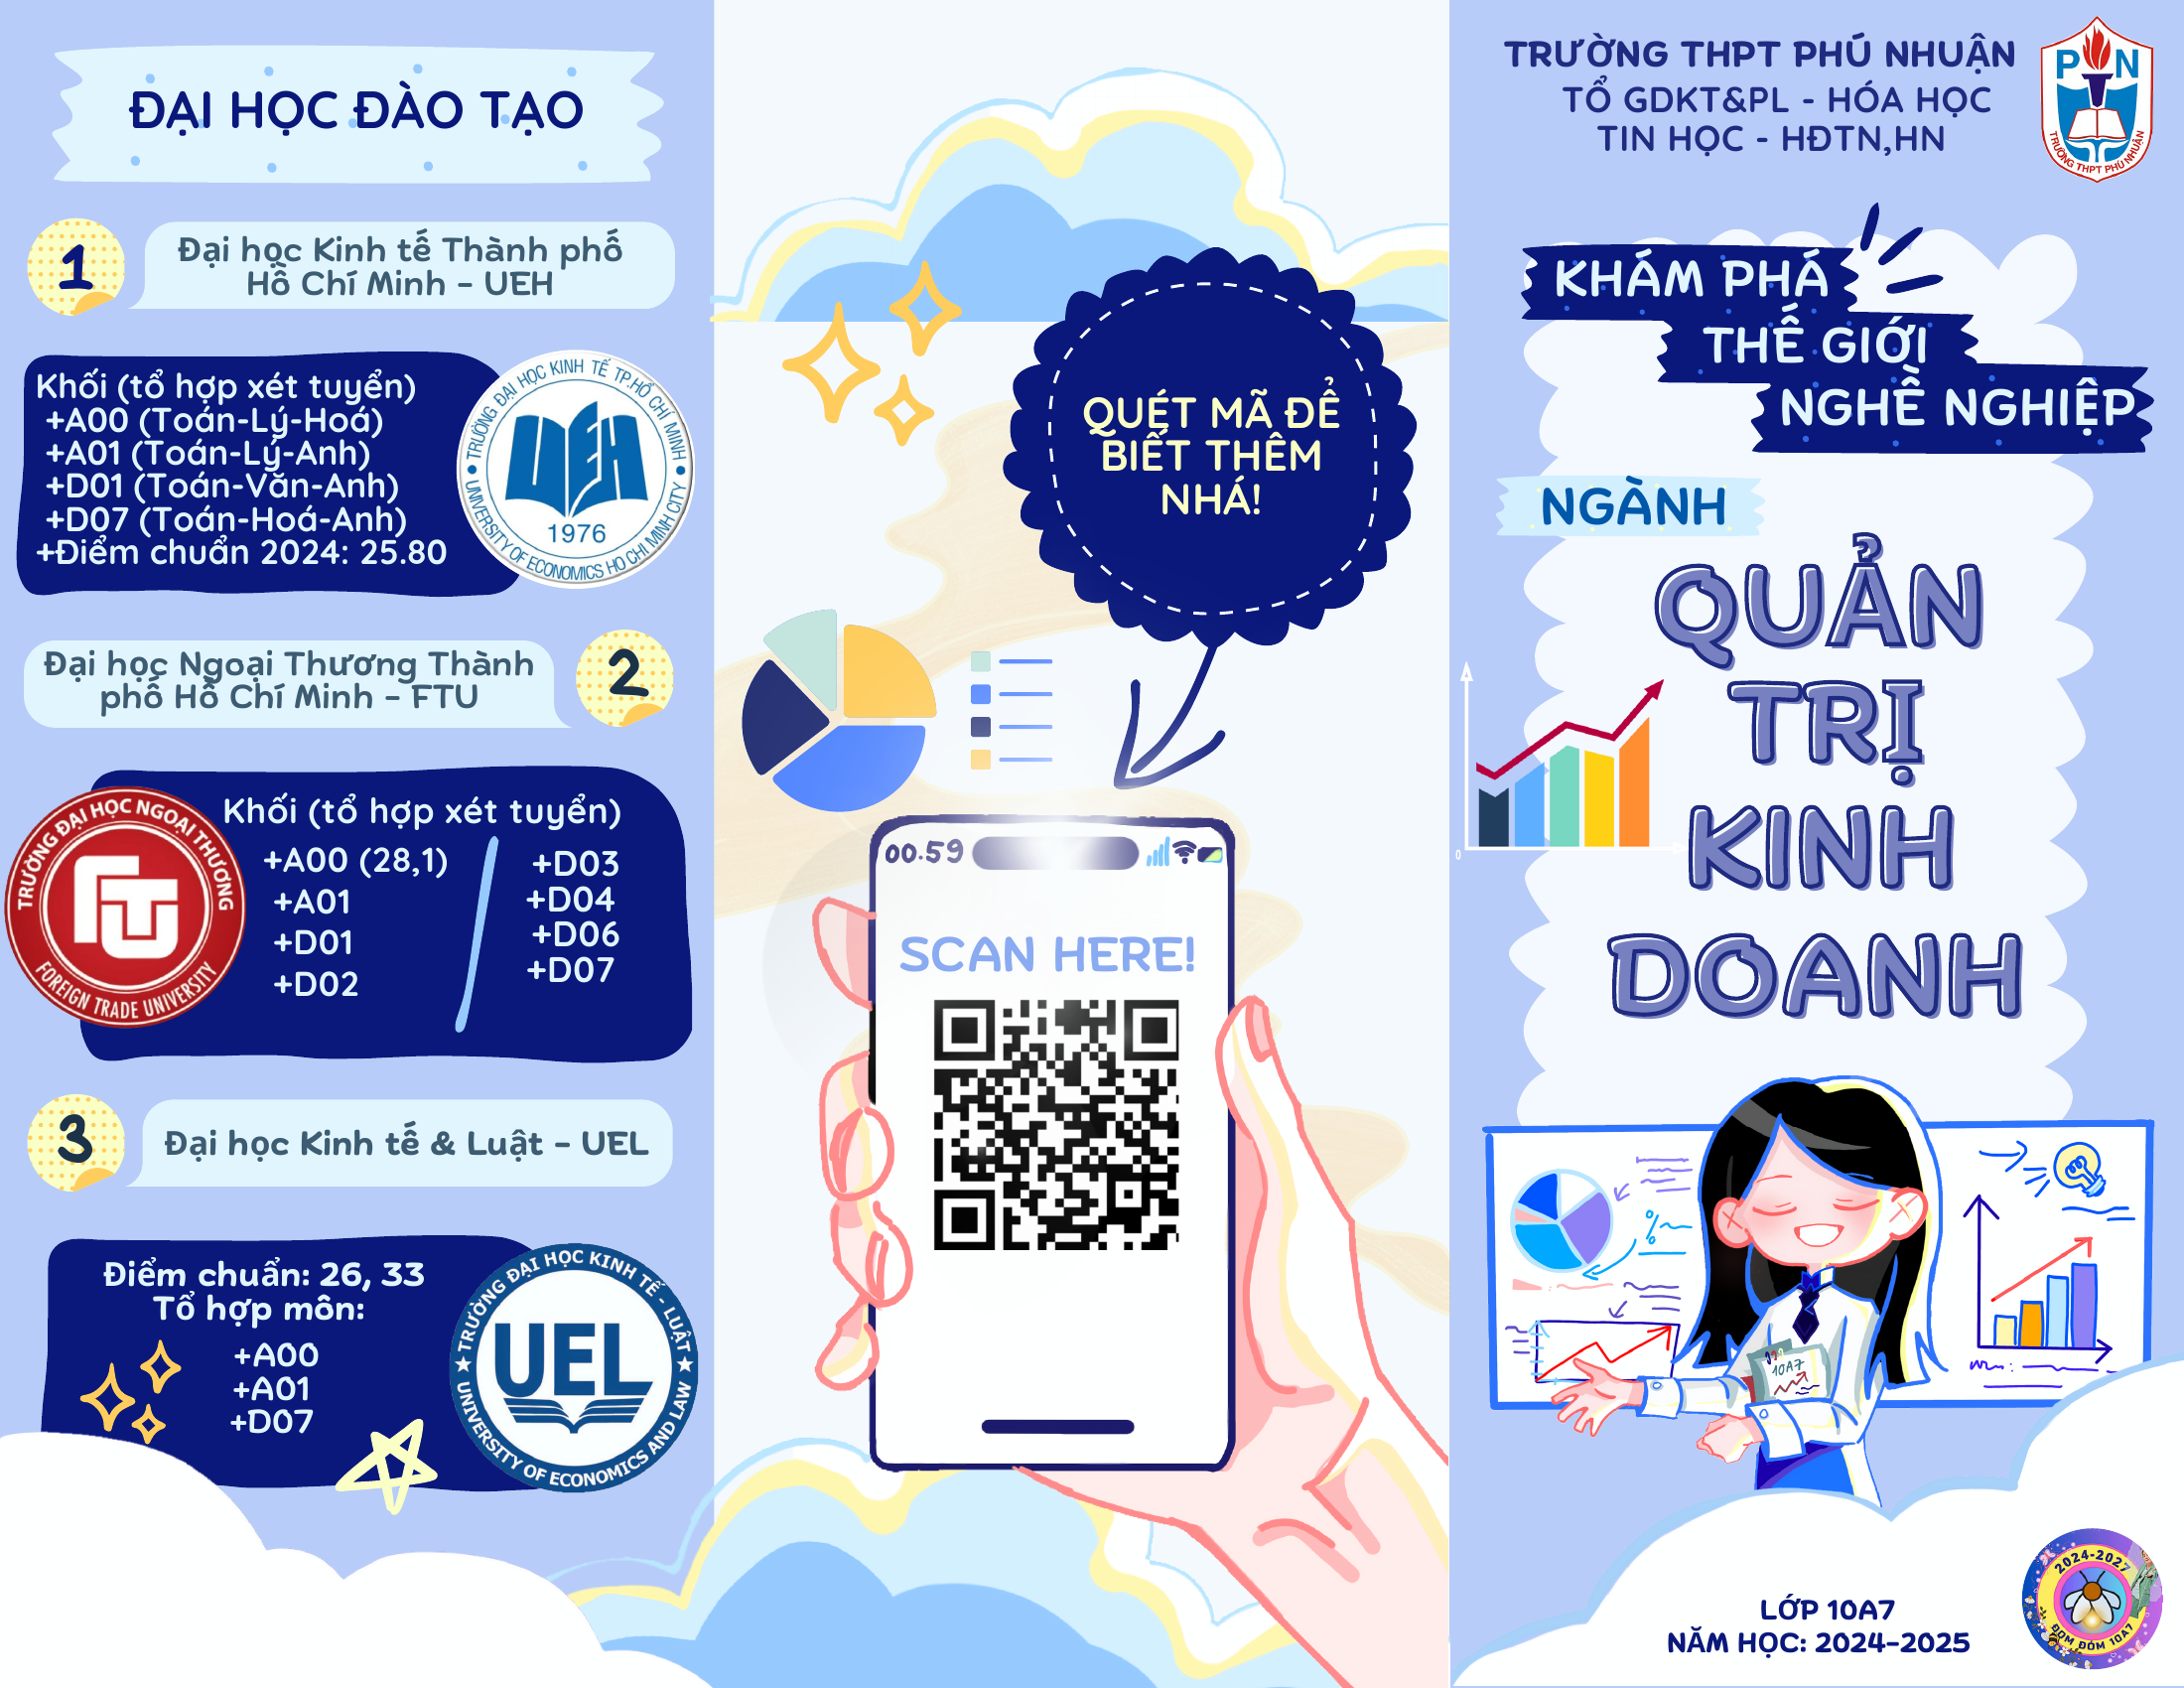 ĐẠI HỌC ĐÀO TẠO
1
Đại học Kinh tế Thành phố
Hồ Chí Minh - UEH
Khối (tổ hợp xét tuyển)
+A00 (Toán-Lý-Hoá)
+A01 (Toán-Lý-Anh)
+D01 (Toán-Văn-Anh)
+D07 (Toán-Hoá-Anh)
+Điểm chuẩn 2024: 25.80
TRƯỜNG ĐẠI HỌC KINH TẾ TP.HỒ CHÍ MINH
UEH
1976
UNIVERSITY OF ECONOMICS HO CHI MINH CITY
Đại học Ngoại Thương Thành
phố Hồ Chí Minh - FTU
2
TRƯỜNG ĐẠI HỌC NGOẠI THƯƠNG
FTU
FOREIGN TRADE UNIVERSITY
Khối (tổ hợp xét tuyển)
+A00 (28,1)
+A01
+D01
+D02
+D03
+D04
+D06
+D07
3
Đại học Kinh tế & Luật - UEL
Điểm chuẩn: 26, 33
Tổ hợp môn:
+A00
+A01
+D07
TRƯỜNG ĐẠI HỌC KINH TẾ - LUẬT
UEL
UNIVERSITY OF ECONOMICS AND LAW
QUÉT MÃ ĐỂ
BIẾT THÊM
NHÁ!
00.59
SCAN HERE!
TRƯỜNG THPT PHÚ NHUẬN
TỔ GDKT&PL - HÓA HỌC
TIN HỌC - HĐTN,HN
P N
TRƯỜNG THPT PHÚ NHUẬN
KHÁM PHÁ
THẾ GIỚI
NGHỀ NGHIỆP
NGÀNH
QUẢN
TRỊ
KINH
DOANH
0
%
10A7
LỚP 10A7
NĂM HỌC: 2024-2025
2024-2027
ĐOM ĐÓM 10A7